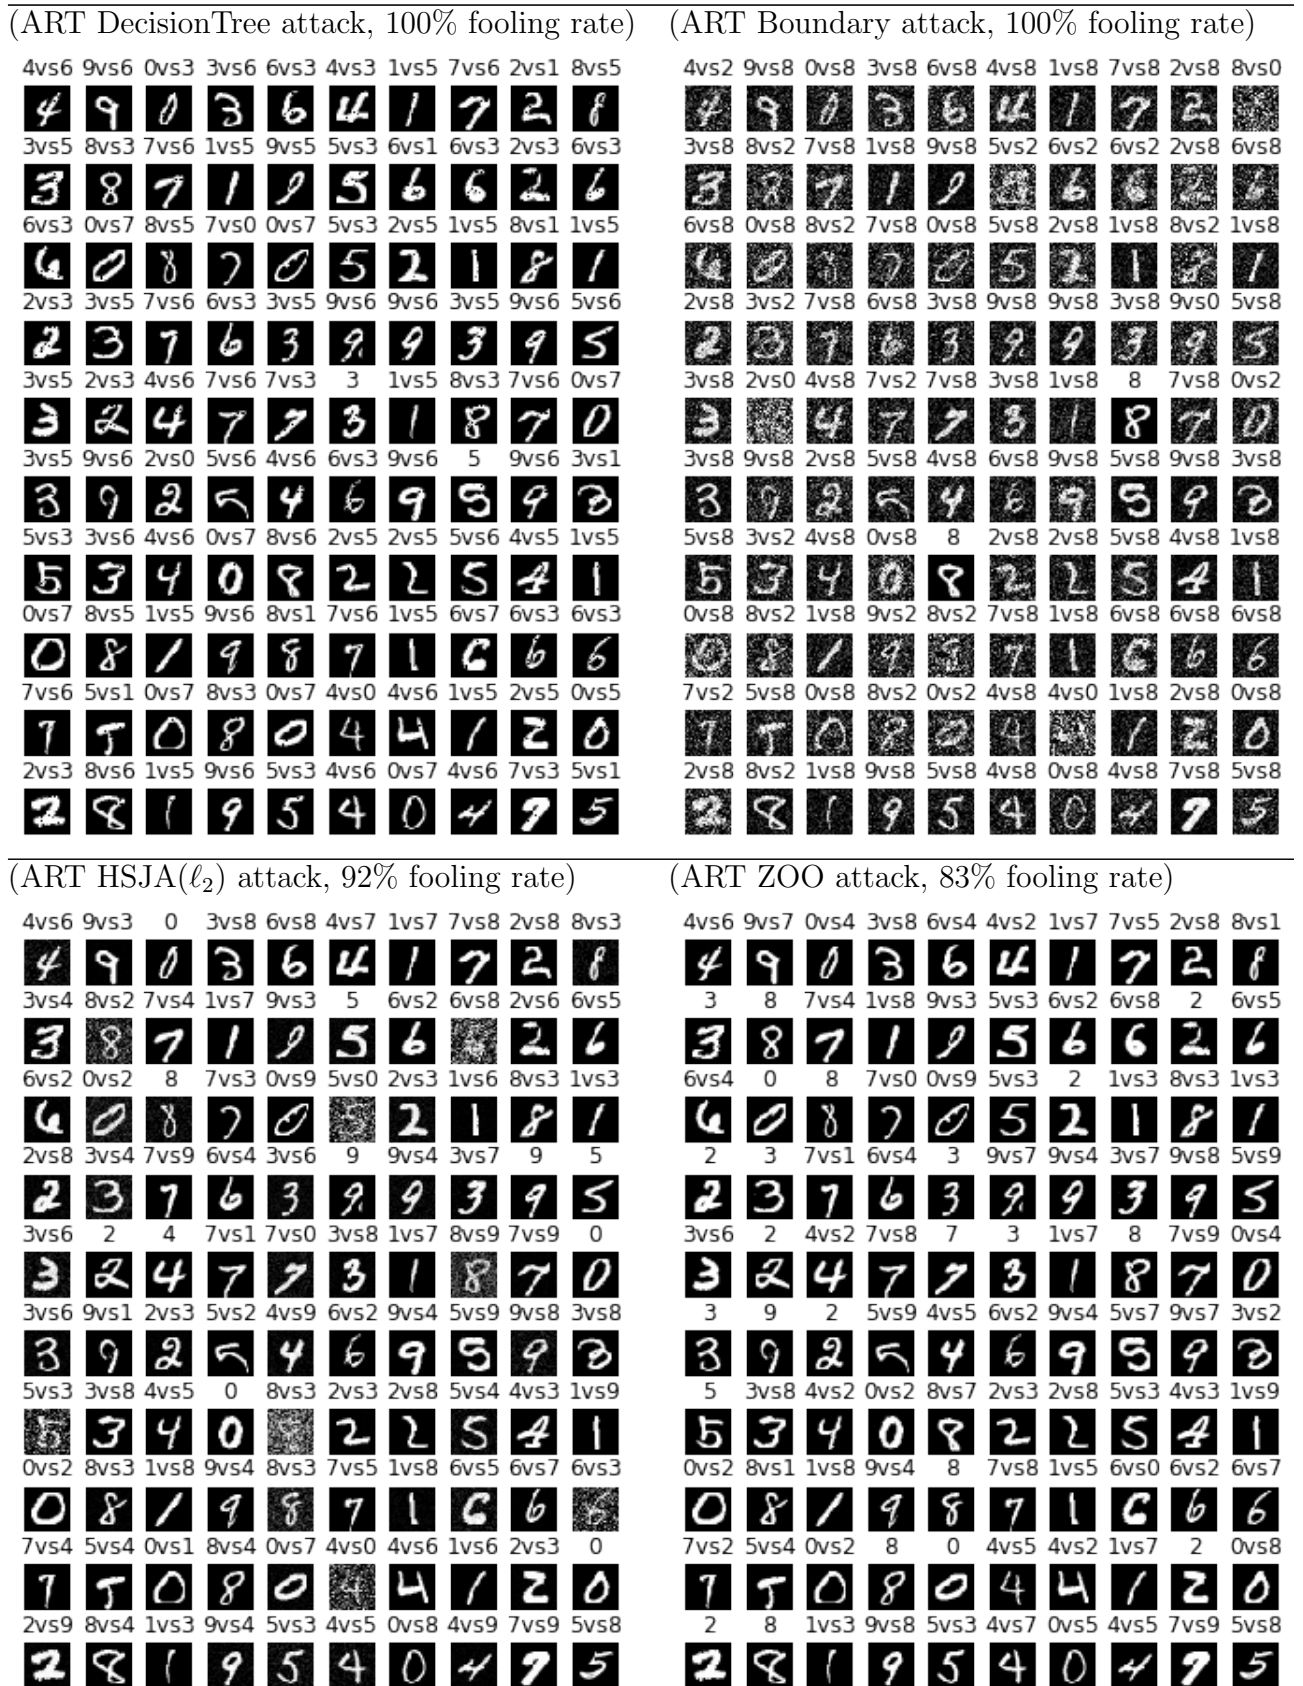 (ART DecisionTree attack, 100% fooling rate)
4vs6 9vs6 0vs3 3vs6 6vs3 4vs3 1vs5 7vs6 2vs1 8vs5
3vs5 8vs3 7vs6 1vs5 9vs5 5vs3 6vs1 6vs3 2vs3 6vs3
6vs3 0vs7 8vs5 7vs0 0vs7 5vs3 2vs5 1vs5 8vs1 1vs5
2vs3 3vs5 7vs6 6vs3 3vs5 9vs6 9vs6 3vs5 9vs6 5vs6
3vs5 2vs3 4vs6 7vs6 7vs3 3 1vs5 8vs3 7vs6 0vs7
3vs5 9vs6 2vs0 5vs6 4vs6 6vs3 9vs6 5 9vs6 3vs1
5vs3 3vs6 4vs6 0vs7 8vs6 2vs5 2vs5 5vs6 4vs5 1vs5
0vs7 8vs5 1vs5 9vs6 8vs1 7vs6 1vs5 6vs7 6vs3 6vs3
7vs6 5vs1 0vs7 8vs3 0vs7 4vs0 4vs6 1vs5 2vs5 0vs5
2vs3 8vs6 1vs5 9vs6 5vs3 4vs6 0vs7 4vs6 7vs3 5vs1
(ART Boundary attack, 100% fooling rate)
4vs2 9vs8 0vs8 3vs8 6vs8 4vs8 1vs8 7vs8 2vs8 8vs0
3vs8 8vs2 7vs8 1vs8 9vs8 5vs2 6vs2 6vs2 2vs8 6vs8
6vs8 0vs8 8vs2 7vs8 0vs8 5vs8 2vs8 1vs8 8vs2 1vs8
2vs8 3vs2 7vs8 6vs8 3vs8 9vs8 9vs8 3vs8 9vs0 5vs8
3vs8 2vs0 4vs8 7vs2 7vs8 3vs8 1vs8 8 7vs8 0vs2
3vs8 9vs8 2vs8 5vs8 4vs8 6vs8 9vs8 5vs8 9vs8 3vs8
5vs8 3vs2 4vs8 0vs8 8 2vs8 2vs8 5vs8 4vs8 1vs8
0vs8 8vs2 1vs8 9vs2 8vs2 7vs8 1vs8 6vs8 6vs8 6vs8
7vs2 5vs8 0vs8 8vs2 0vs2 4vs8 4vs0 1vs8 2vs8 0vs8
2vs8 8vs2 1vs8 9vs8 5vs8 4vs8 0vs8 4vs8 7vs8 5vs8
(ART HSJA(ℓ₂) attack, 92% fooling rate)
4vs6 9vs3 0 3vs8 6vs8 4vs7 1vs7 7vs8 2vs8 8vs3
3vs4 8vs2 7vs4 1vs7 9vs3 5 6vs2 6vs8 2vs6 6vs5
6vs2 0vs2 8 7vs3 0vs9 5vs0 2vs3 1vs6 8vs3 1vs3
2vs8 3vs4 7vs9 6vs4 3vs6 9 9vs4 3vs7 9 5
3vs6 2 4 7vs1 7vs0 3vs8 1vs7 8vs9 7vs9 0
3vs6 9vs1 2vs3 5vs2 4vs9 6vs2 9vs4 5vs9 9vs8 3vs8
5vs3 3vs8 4vs5 0 8vs3 2vs3 2vs8 5vs4 4vs3 1vs9
0vs2 8vs3 1vs8 9vs4 8vs3 7vs5 1vs8 6vs5 6vs7 6vs3
7vs4 5vs4 0vs1 8vs4 0vs7 4vs0 4vs6 1vs6 2vs3 0
2vs9 8vs4 1vs3 9vs4 5vs3 4vs5 0vs8 4vs9 7vs9 5vs8
(ART ZOO attack, 83% fooling rate)
4vs6 9vs7 0vs4 3vs8 6vs4 4vs2 1vs7 7vs5 2vs8 8vs1
3 8 7vs4 1vs8 9vs3 5vs3 6vs2 6vs8 2 6vs5
6vs4 0 8 7vs0 0vs9 5vs3 2 1vs3 8vs3 1vs3
2 3 7vs1 6vs4 3 9vs7 9vs4 3vs7 9vs8 5vs9
3vs6 2 4vs2 7vs8 7 3 1vs7 8 7vs9 0vs4
3 9 2 5vs9 4vs5 6vs2 9vs4 5vs7 9vs7 3vs2
5 3vs8 4vs2 0vs2 8vs7 2vs3 2vs8 5vs3 4vs3 1vs9
0vs2 8vs1 1vs8 9vs4 8 7vs8 1vs5 6vs0 6vs2 6vs7
7vs2 5vs4 0vs2 8 0 4vs5 4vs2 1vs7 2 0vs8
2 8 1vs3 9vs8 5vs3 4vs7 0vs5 4vs5 7vs9 5vs8